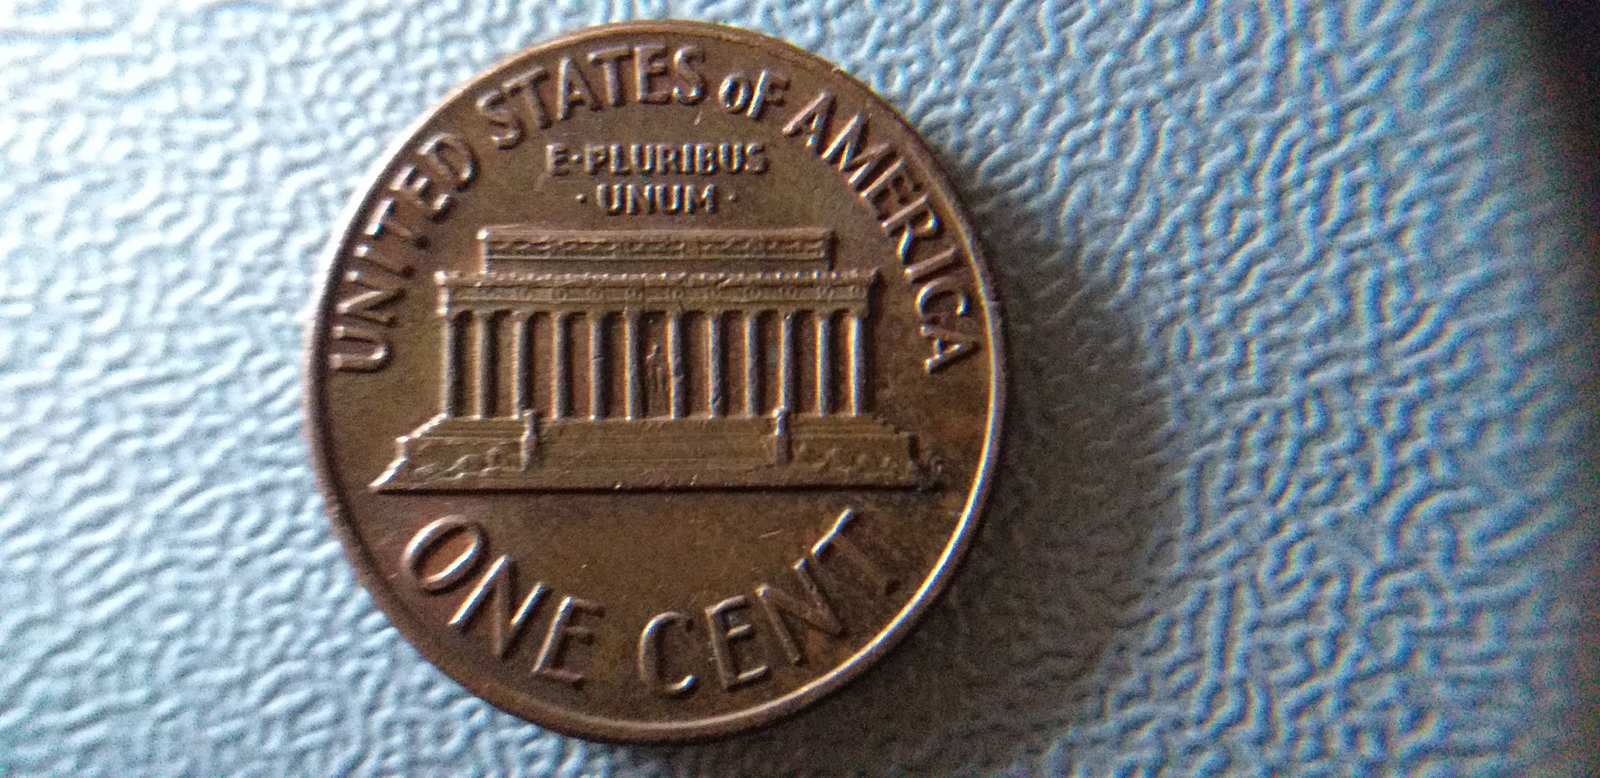 UNITED STATES OF AMERICA
E·PLURIBUS
·UNUM·
ONE CENT